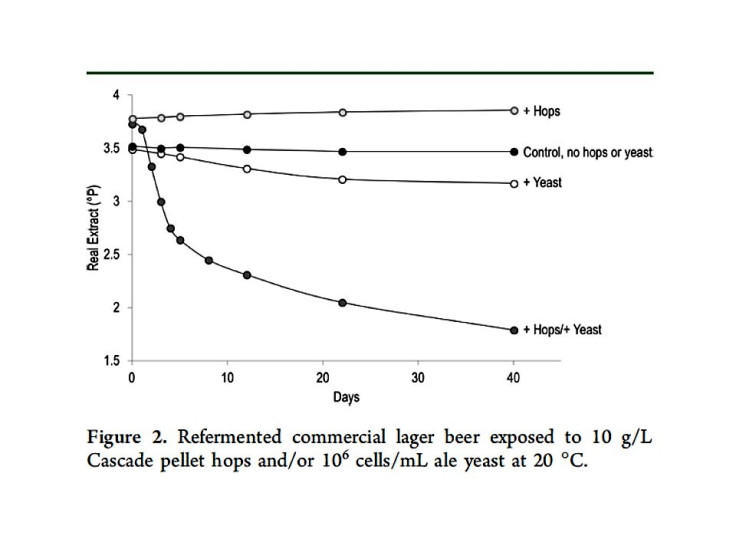 4
+ Hops
3.5
Control, no hops or yeast
+ Yeast
3
Real Extract (°P)
2.5
2
+ Hops/+ Yeast
1.5
0
10
20
30
40
Days
Figure 2. Refermented commercial lager beer exposed to 10 g/L
Cascade pellet hops and/or 10⁶ cells/mL ale yeast at 20 °C.